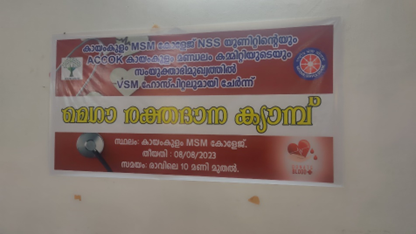 കായംകുളം MSM കോളേജ് NSS യൂണിറ്റിന്റെയും
ACCOK കായംകുളം മണ്ഡലം കമ്മിറ്റിയുടെയും
സംയുക്താഭിമുഖ്യത്തിൽ
VSM ഹോസ്പിറ്റലുമായി ചേർന്ന്
മെഗാ രക്തദാന ക്യാമ്പ്
സ്ഥലം: കായംകുളം MSM കോളേജ്.
തീയതി : 08/08/2023
സമയം: രാവിലെ 10 മണി മുതൽ.